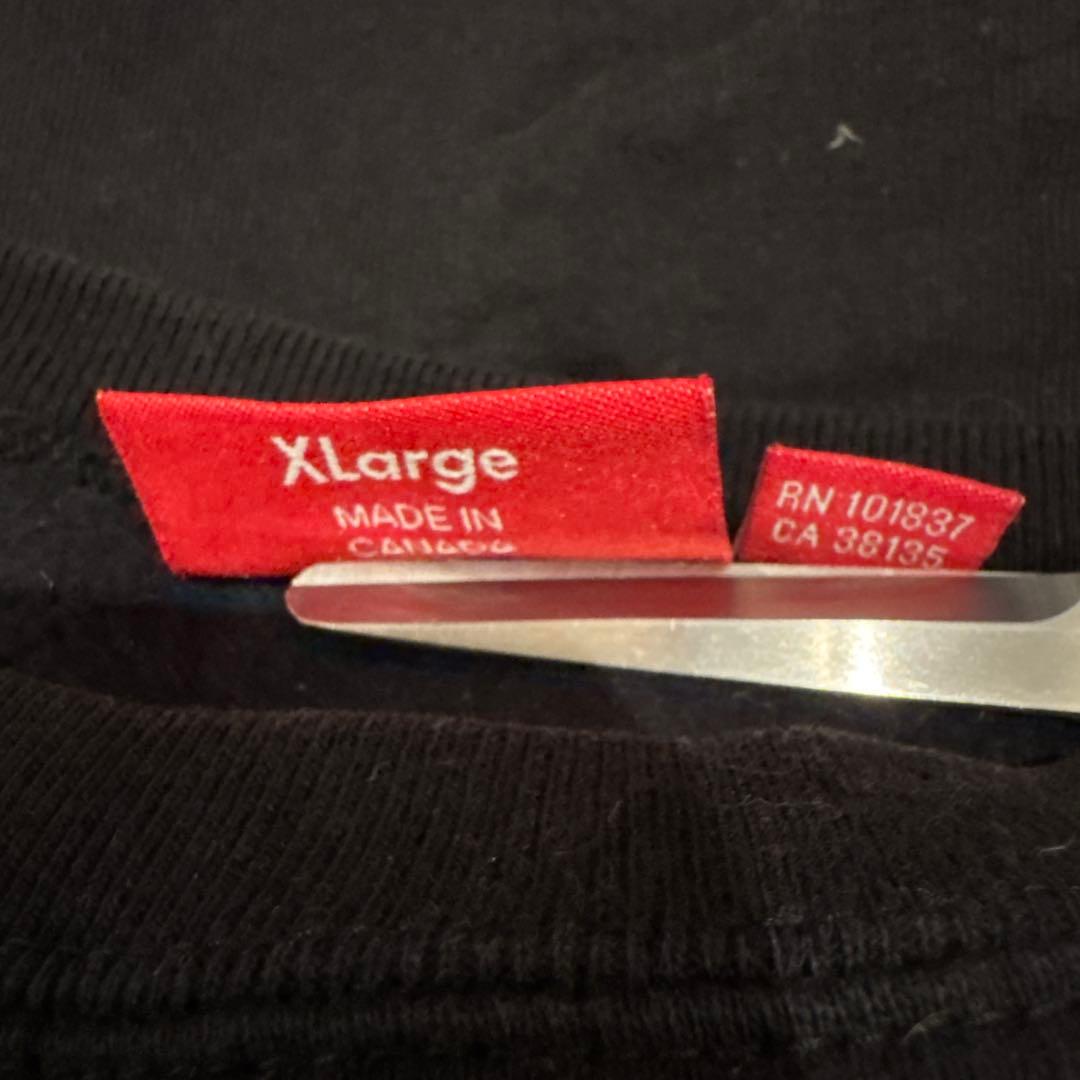 XLarge
MADE IN
CANADA
RN 101837
CA 38135